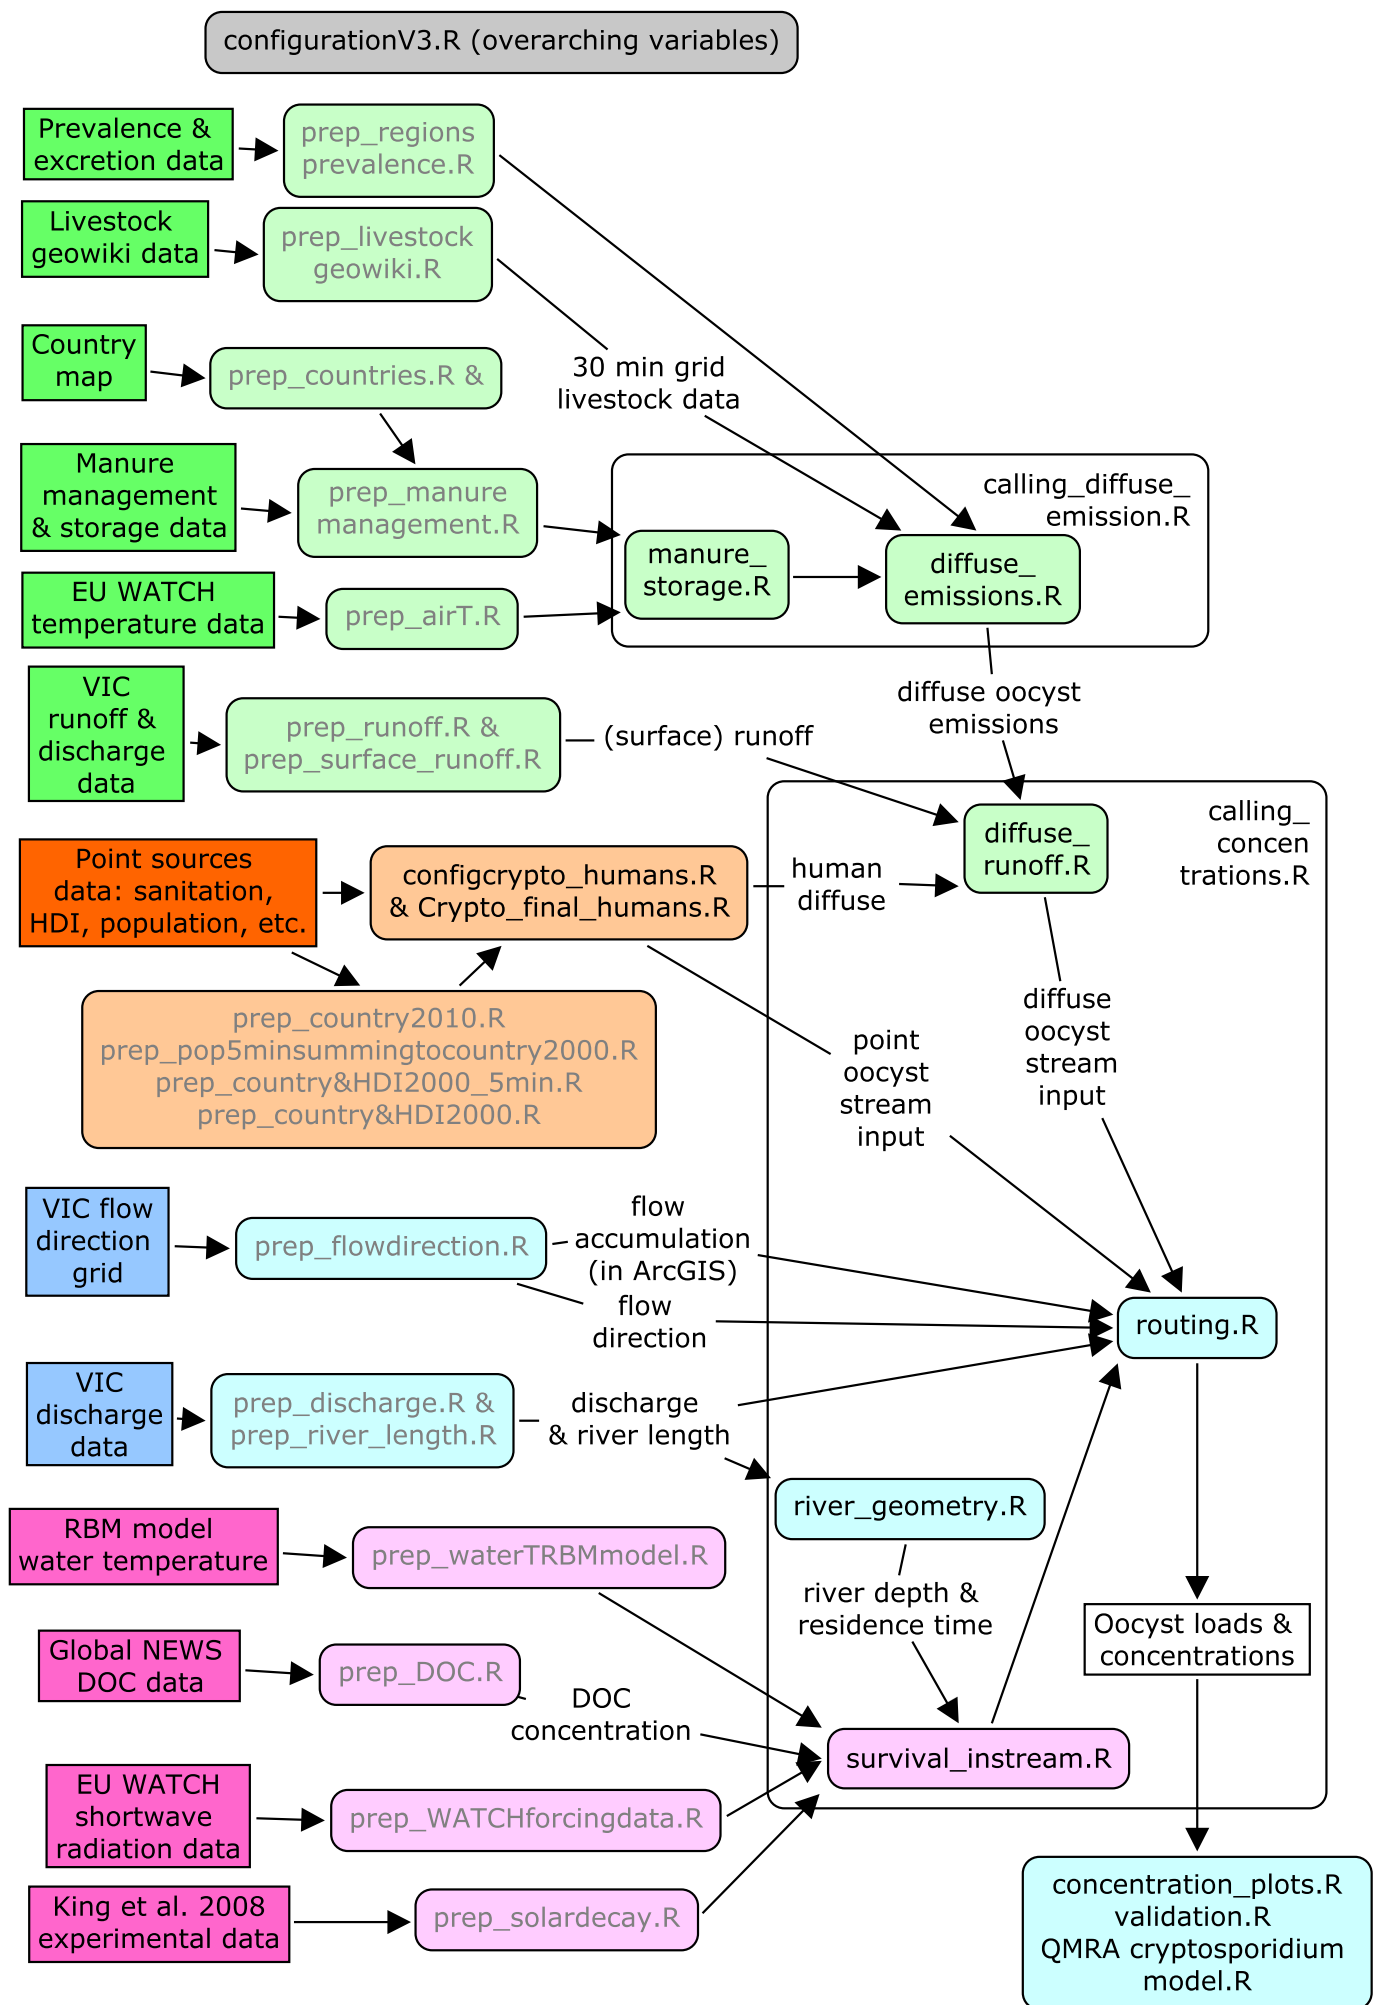 configurationV3.R (overarching variables)
Prevalence &
excretion data
prep_regions
prevalence.R
Livestock
geowiki data
prep_livestock
geowiki.R
30 min grid
livestock data
Country
map
prep_countries.R &
Manure
management
& storage data
prep_manure
management.R
calling_diffuse_
emission.R
manure_
storage.R
diffuse_
emissions.R
EU WATCH
temperature data
prep_airT.R
diffuse oocyst
emissions
VIC
runoff &
discharge
data
prep_runoff.R &
prep_surface_runoff.R
(surface) runoff
calling_
concen
trations.R
diffuse_
runoff.R
Point sources
data: sanitation,
HDI, population, etc.
configcrypto_humans.R
& Crypto_final_humans.R
human
diffuse
prep_country2010.R
prep_pop5minsummingtocountry2000.R
prep_country&HDI2000_5min.R
prep_country&HDI2000.R
point
oocyst
stream
input
diffuse
oocyst
stream
input
VIC flow
direction
grid
prep_flowdirection.R
flow
accumulation
(in ArcGIS)
flow
direction
routing.R
VIC
discharge
data
prep_discharge.R &
prep_river_length.R
discharge
& river length
river_geometry.R
RBM model
water temperature
prep_waterTRBMmodel.R
river depth &
residence time
Oocyst loads &
concentrations
Global NEWS
DOC data
prep_DOC.R
DOC
concentration
survival_instream.R
EU WATCH
shortwave
radiation data
prep_WATCHforcingdata.R
King et al. 2008
experimental data
prep_solardecay.R
concentration_plots.R
validation.R
QMRA cryptosporidium
model.R